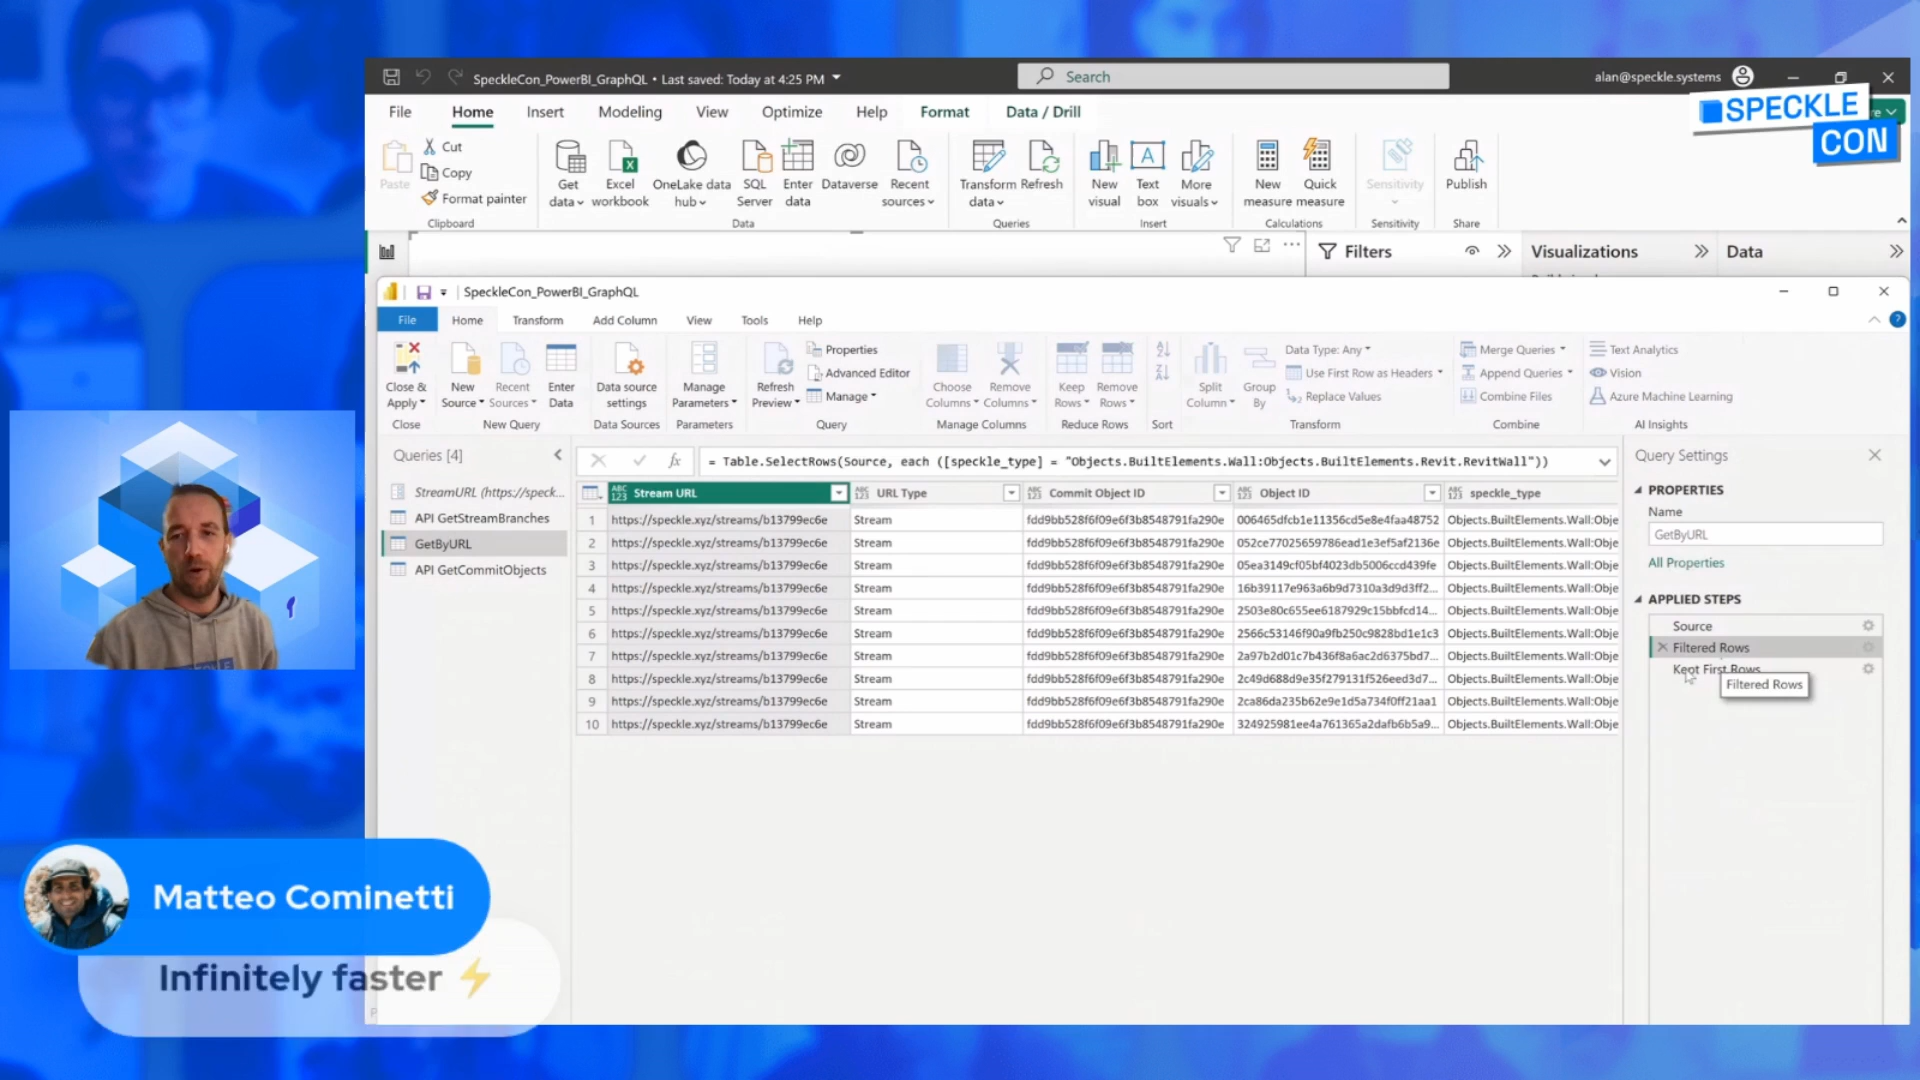 SpeckleCon_PowerBI_GraphQL • Last saved: Today at 4:25 PM
Search
alan@speckle.systems
SPECKLE
CON
File Home Insert Modeling View Optimize Help Format Data / Drill
Paste
Cut
Copy
Format painter
Get data
Excel workbook
OneLake data hub
SQL Server
Enter data
Dataverse
Recent sources
Transform data
Refresh
New visual
Text box
More visuals
New measure
Quick measure
Sensitivity
Publish
Clipboard Data Queries Insert Calculations Sensitivity Share
Filters
Visualizations
Data
SpeckleCon_PowerBI_GraphQL
File Home Transform Add Column View Tools Help
Close & Apply
New Source
Recent Sources
Enter Data
Data source settings
Manage Parameters
Refresh Preview
Properties
Advanced Editor
Manage
Choose Columns
Remove Columns
Keep Rows
Remove Rows
Split Column
Group By
Data Type: Any
Use First Row as Headers
Replace Values
Merge Queries
Append Queries
Combine Files
Text Analytics
Vision
Azure Machine Learning
Close New Query Data Sources Parameters Query Manage Columns Reduce Rows Sort Transform Combine AI Insights
Queries [4]
StreamURL (https://speck...
API GetStreamBranches
GetByURL
API GetCommitObjects
= Table.SelectRows(Source, each ([speckle_type] = "Objects.BuiltElements.Wall:Objects.BuiltElements.Revit.RevitWall"))
ABC 123 Stream URL ABC 123 URL Type ABC 123 Commit Object ID ABC 123 Object ID ABC 123 speckle_type
1 https://speckle.xyz/streams/b13799ec6e Stream fdd9bb528f6f09e6f3b8548791fa290e 006465dfcb1e11356cd5e8e4faa48752 Objects.BuiltElements.Wall:Obje
2 https://speckle.xyz/streams/b13799ec6e Stream fdd9bb528f6f09e6f3b8548791fa290e 052ce77025659786ead1e3ef5af2136e Objects.BuiltElements.Wall:Obje
3 https://speckle.xyz/streams/b13799ec6e Stream fdd9bb528f6f09e6f3b8548791fa290e 05ea3149cf05bf4023db5006ccd439fe Objects.BuiltElements.Wall:Obje
4 https://speckle.xyz/streams/b13799ec6e Stream fdd9bb528f6f09e6f3b8548791fa290e 16b39117e963a6b9d7310a3d9d3ff2... Objects.BuiltElements.Wall:Obje
5 https://speckle.xyz/streams/b13799ec6e Stream fdd9bb528f6f09e6f3b8548791fa290e 2503e80c655ee6187929c15bbfcd14... Objects.BuiltElements.Wall:Obje
6 https://speckle.xyz/streams/b13799ec6e Stream fdd9bb528f6f09e6f3b8548791fa290e 2566c53146f90a9fb250c9828bd1e1c3 Objects.BuiltElements.Wall:Obje
7 https://speckle.xyz/streams/b13799ec6e Stream fdd9bb528f6f09e6f3b8548791fa290e 2a97b2d01c7b436f8a6ac2d6375bd7... Objects.BuiltElements.Wall:Obje
8 https://speckle.xyz/streams/b13799ec6e Stream fdd9bb528f6f09e6f3b8548791fa290e 2c49d688d9e35f279131f526eed3d7... Objects.BuiltElements.Wall:Obje
9 https://speckle.xyz/streams/b13799ec6e Stream fdd9bb528f6f09e6f3b8548791fa290e 2ca86da235b62e9e1d5a734f0ff21aa1 Objects.BuiltElements.Wall:Obje
10 https://speckle.xyz/streams/b13799ec6e Stream fdd9bb528f6f09e6f3b8548791fa290e 324925981ee4a761365a2dafb6b5a9... Objects.BuiltElements.Wall:Obje
Query Settings
PROPERTIES
Name
GetByURL
All Properties
APPLIED STEPS
Source
Filtered Rows
Kept First Rows
Filtered Rows
Matteo Cominetti
Infinitely faster ⚡